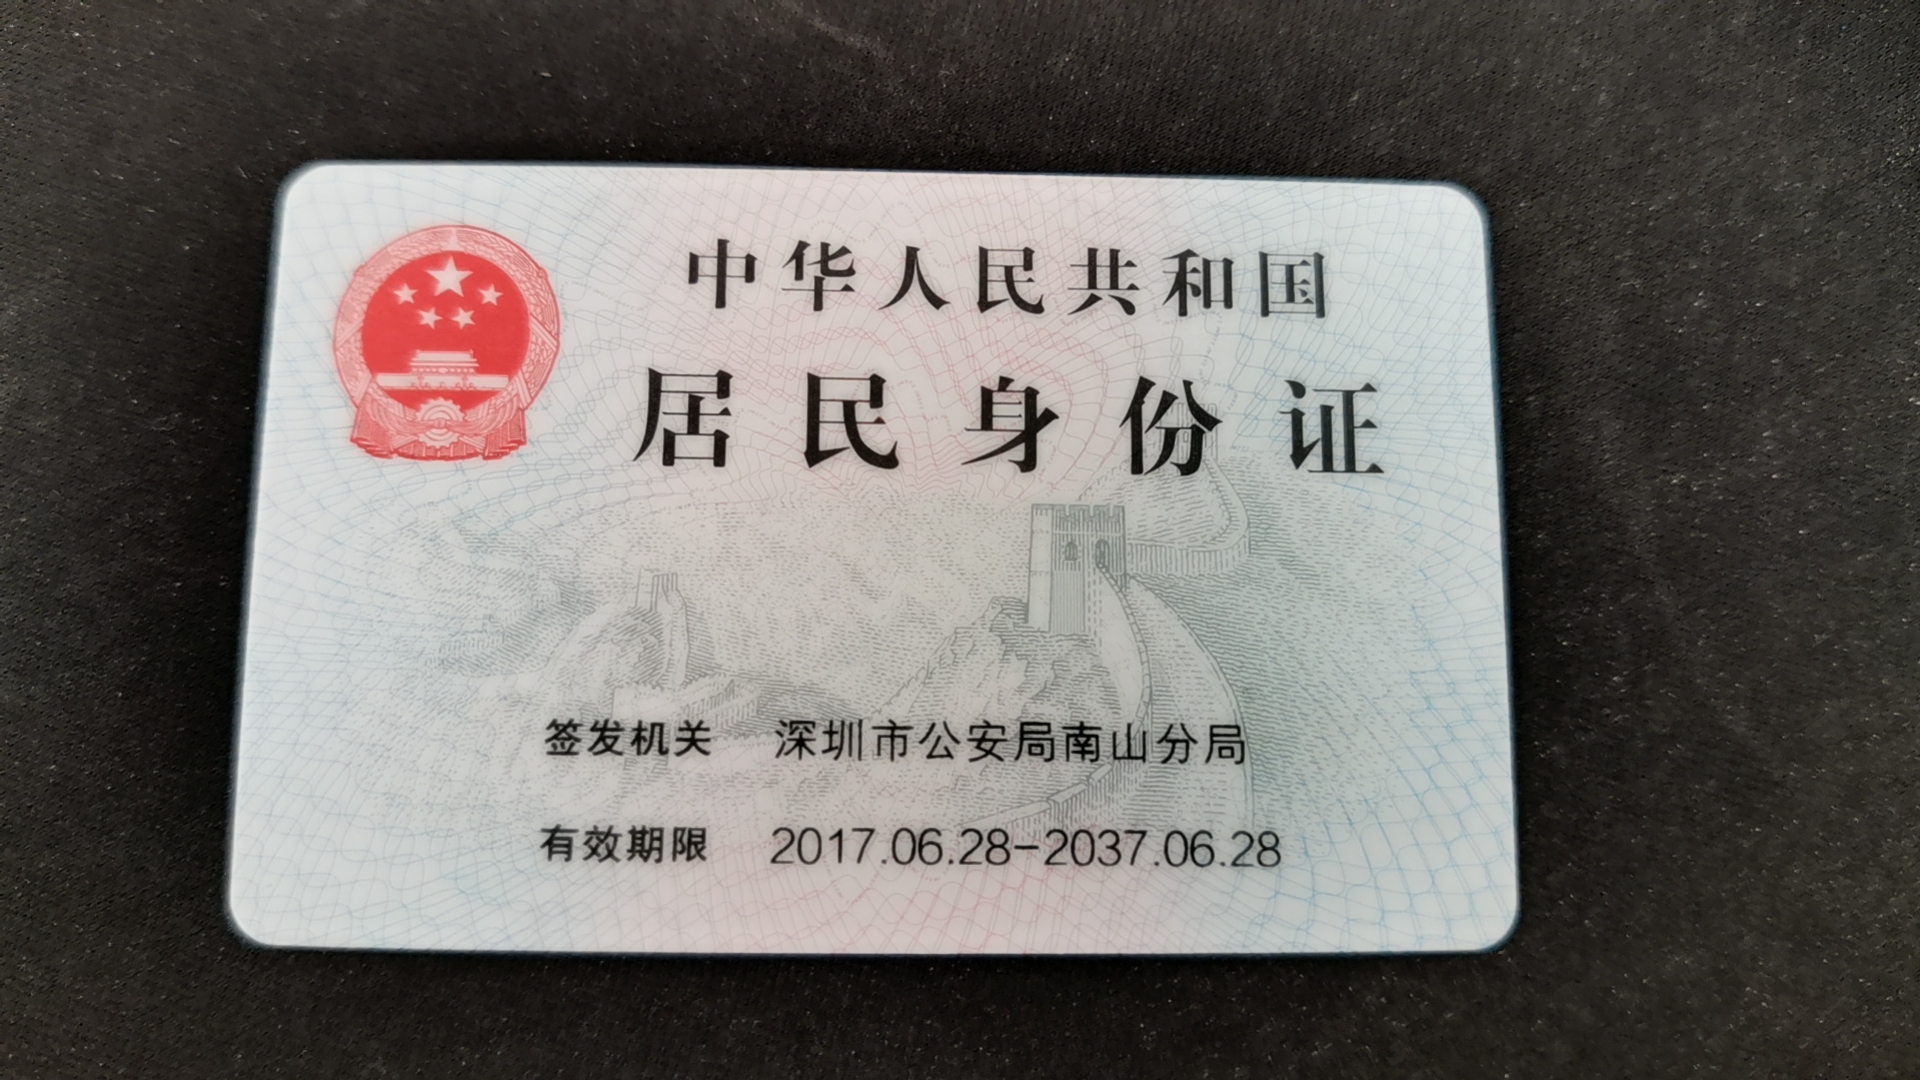 中华人民共和国
居民身份证
签发机关 深圳市公安局南山分局
有效期限 2017.06.28-2037.06.28